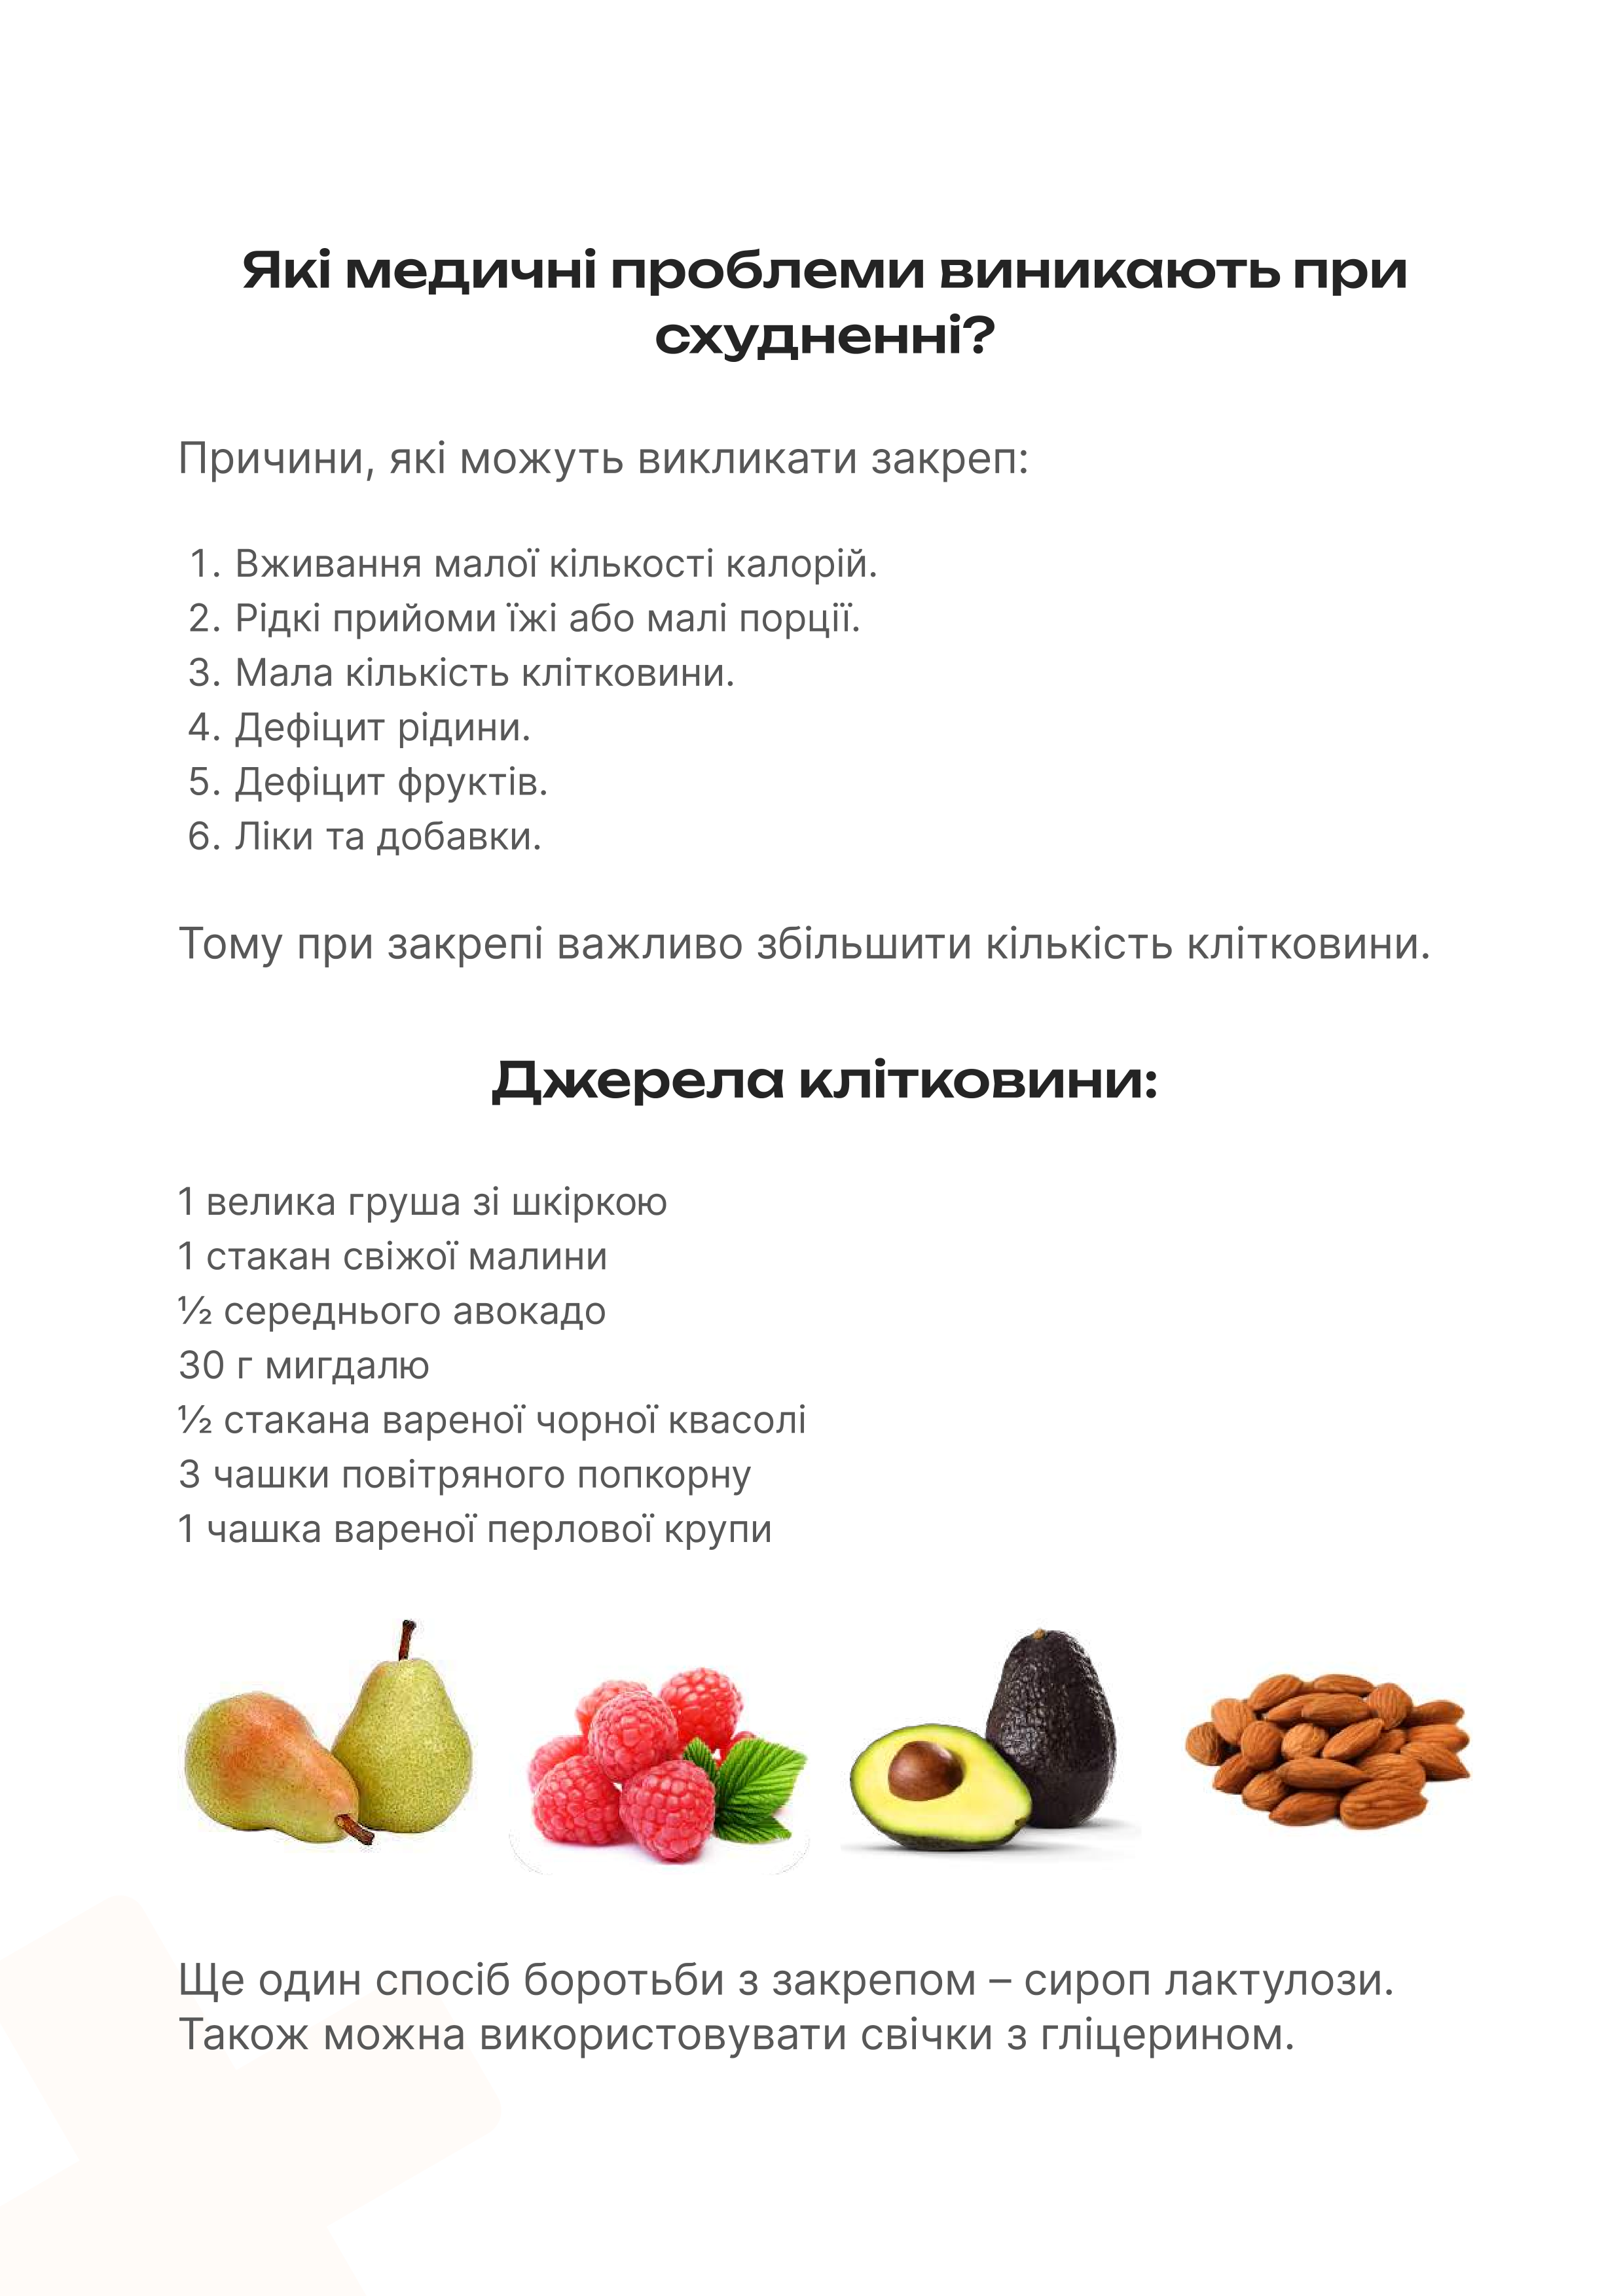 Які медичні проблеми виникають при
схудненні?
Причини, які можуть викликати закреп:
1. Вживання малої кількості калорій.
2. Рідкі прийоми їжі або малі порції.
3. Мала кількість клітковини.
4. Дефіцит рідини.
5. Дефіцит фруктів.
6. Ліки та добавки.
Тому при закрепі важливо збільшити кількість клітковини.
Джерела клітковини:
1 велика груша зі шкіркою
1 стакан свіжої малини
½ середнього авокадо
30 г мигдалю
½ стакана вареної чорної квасолі
3 чашки повітряного попкорну
1 чашка вареної перлової крупи
Ще один спосіб боротьби з закрепом – сироп лактулози.
Також можна використовувати свічки з гліцерином.